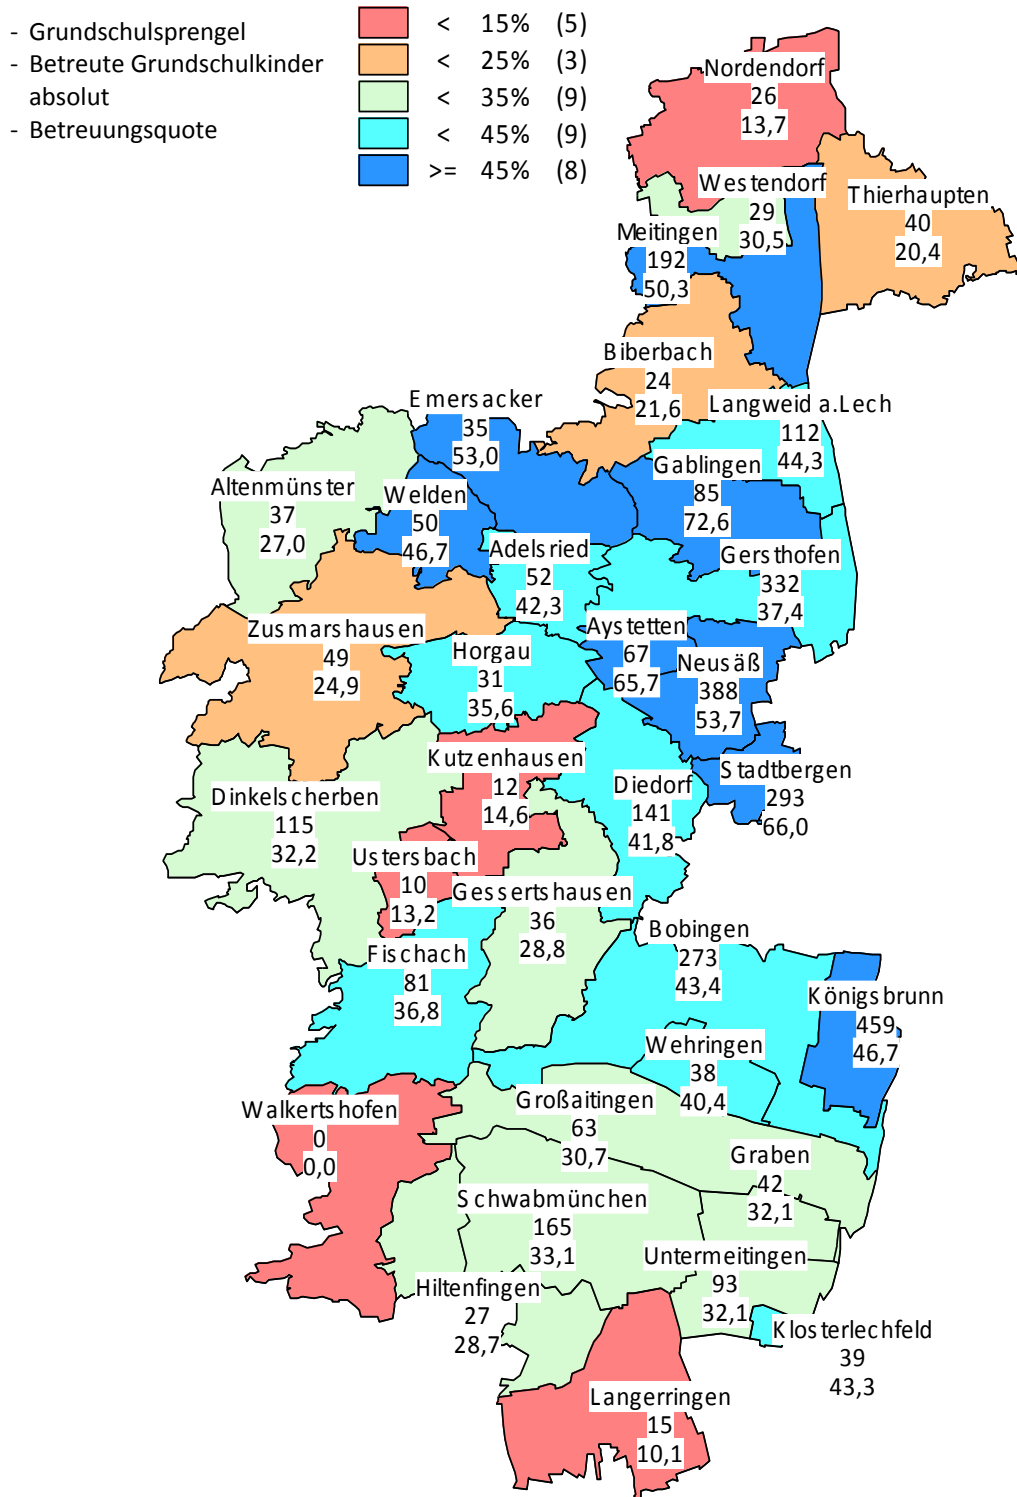 - Grundschulsprengel
- Betreute Grundschulkinder
absolut
- Betreuungsquote
< 15% (5)
< 25% (3)
< 35% (9)
< 45% (9)
>= 45% (8)
Nordendorf
26
13,7
Westendorf
29
30,5
Thierhaupten
40
20,4
Meitingen
192
50,3
Biberbach
24
21,6
Emersacker
35
53,0
Langweid a.Lech
112
44,3
Gablingen
85
72,6
Altenmünster
37
27,0
Welden
50
46,7
Adelsried
52
42,3
Gersthofen
332
37,4
Zusmarshausen
49
24,9
Horgau
31
35,6
Aystetten
67
65,7
Neusäß
388
53,7
Kutzenhausen
12
14,6
Diedorf
141
41,8
Stadtbergen
293
66,0
Dinkelscherben
115
32,2
Ustersbach
10
13,2
Gessertshausen
36
28,8
Fischach
81
36,8
Bobingen
273
43,4
Königsbrunn
459
46,7
Wehringen
38
40,4
Walkertshofen
0
0,0
Großaitingen
63
30,7
Graben
42
32,1
Schwabmünchen
165
33,1
Untermeitingen
93
32,1
Hiltenfingen
27
28,7
Klosterlechfeld
39
43,3
Langerringen
15
10,1